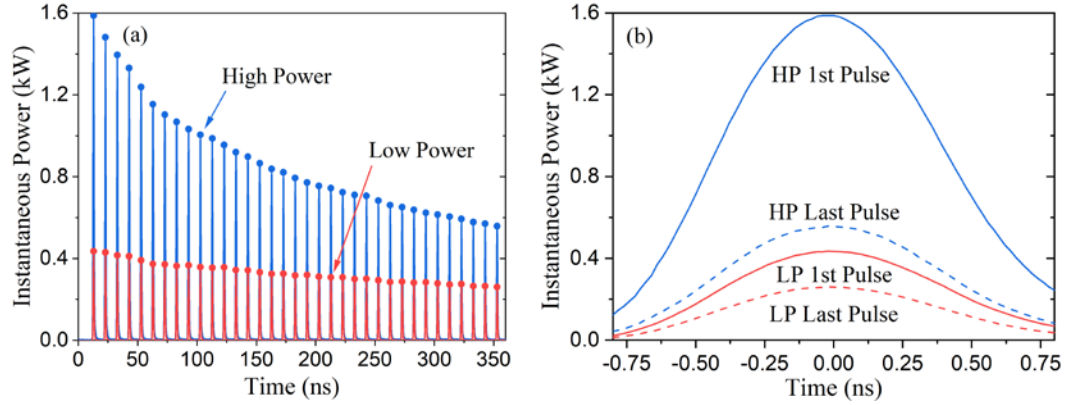 (a)
High Power
Low Power
Instantaneous Power (kW)
1.6
1.2
0.8
0.4
0.0
0 50 100 150 200 250 300 350
Time (ns)
(b)
HP 1st Pulse
HP Last Pulse
LP 1st Pulse
LP Last Pulse
Instantaneous Power (kW)
1.6
1.2
0.8
0.4
0.0
-0.75 -0.50 -0.25 0.00 0.25 0.50 0.75
Time (ns)